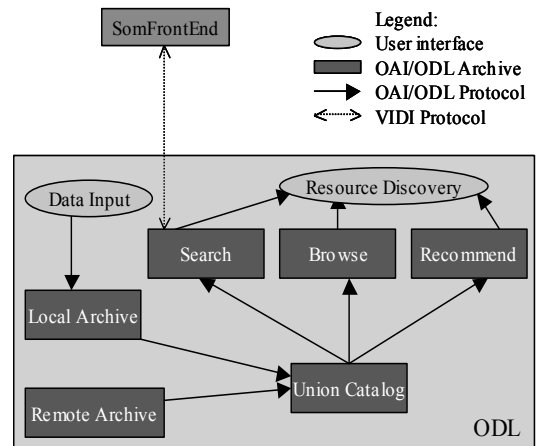 SomFrontEnd
Legend:
User interface
OAI/ODL Archive
OAI/ODL Protocol
VIDI Protocol
Data Input
Resource Discovery
Search
Browse
Recommend
Local Archive
Union Catalog
Remote Archive
ODL